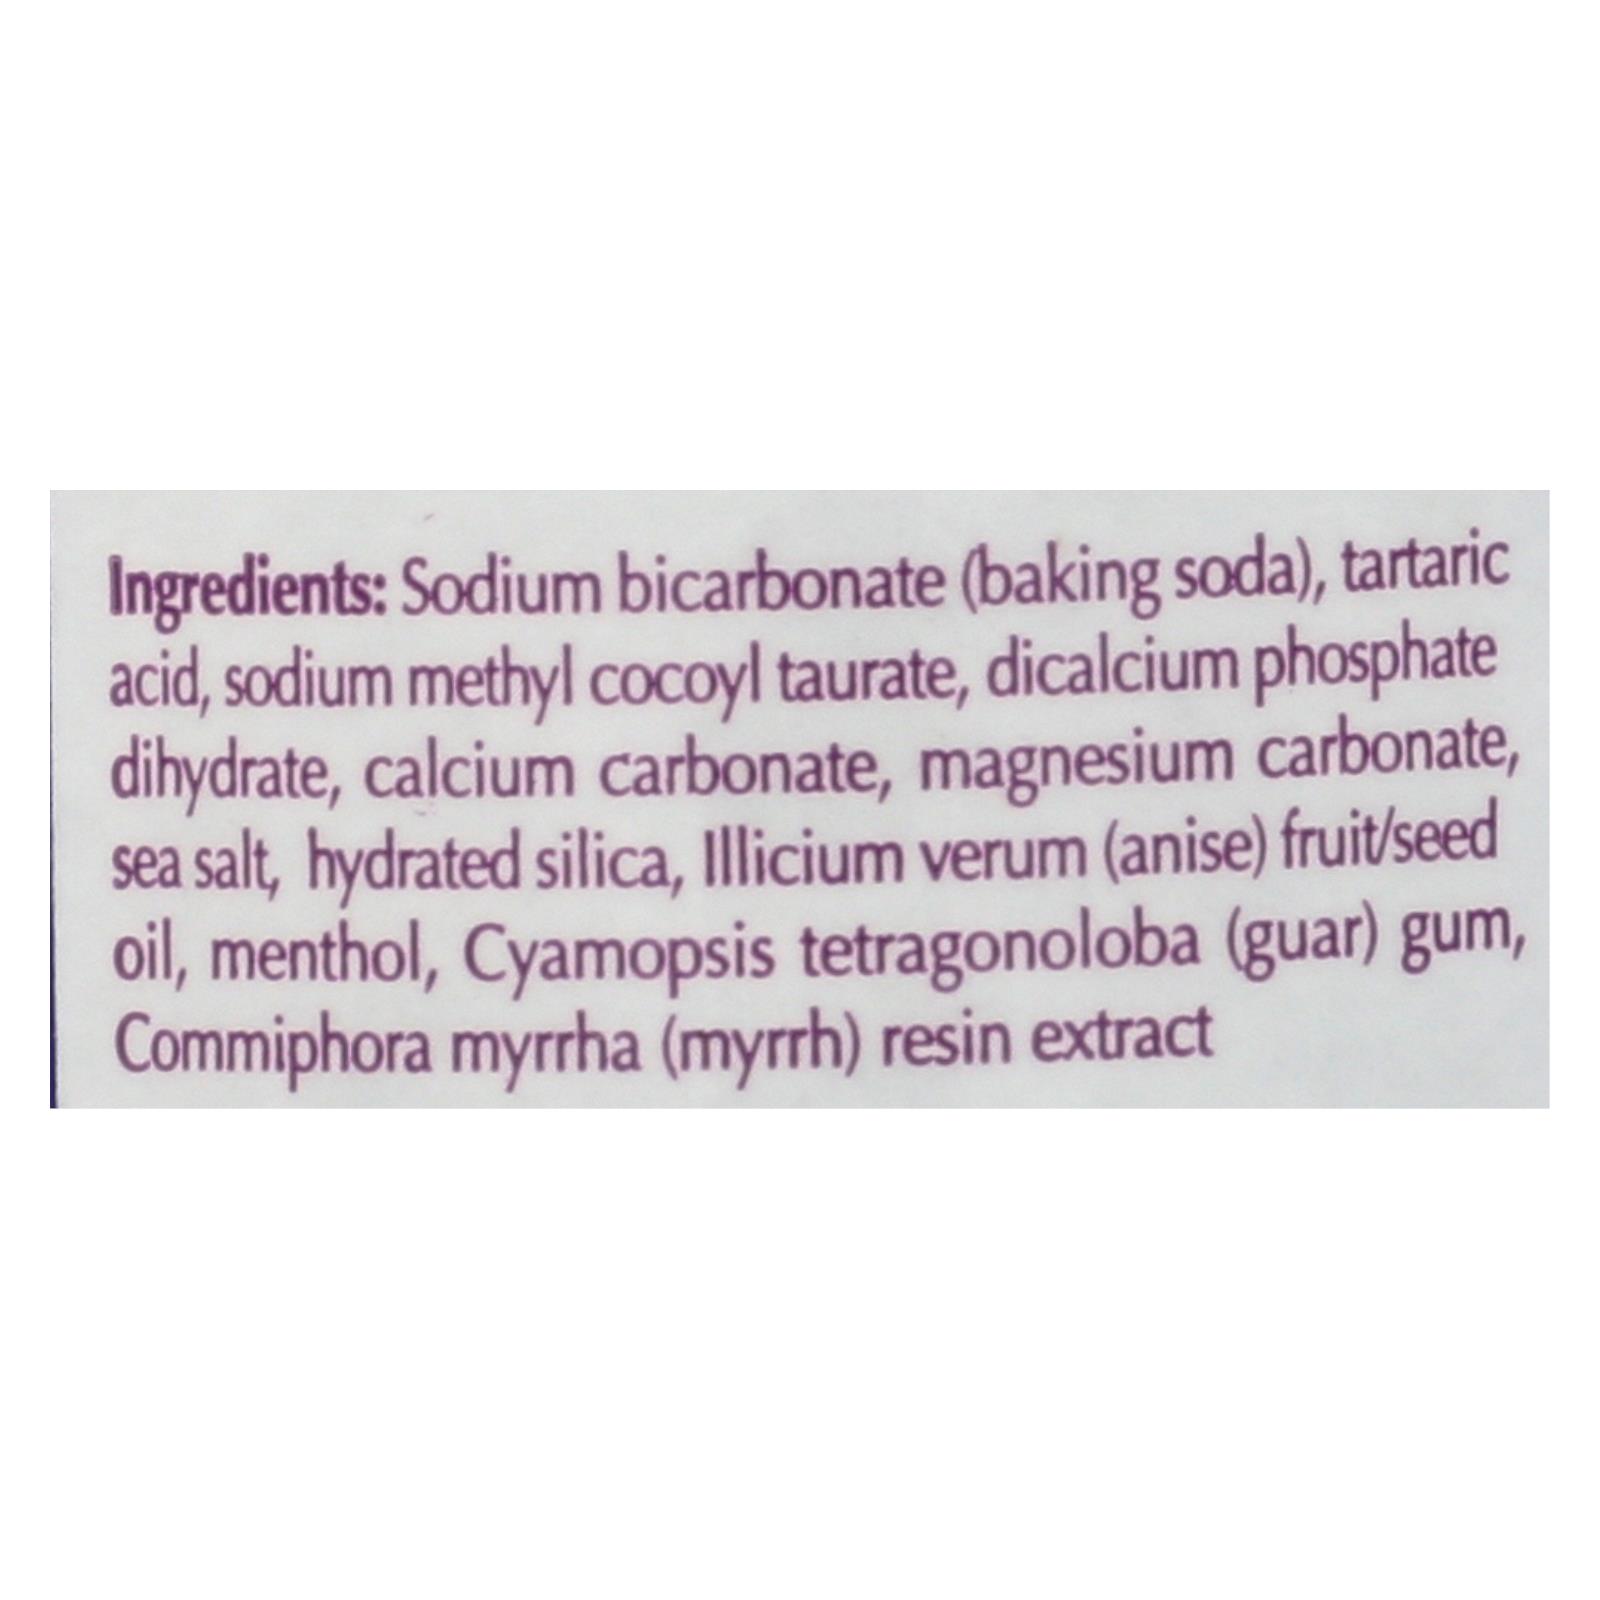 Ingredients: Sodium bicarbonate (baking soda), tartaric
acid, sodium methyl cocoyl taurate, dicalcium phosphate
dihydrate, calcium carbonate, magnesium carbonate,
sea salt, hydrated silica, Illicium verum (anise) fruit/seed
oil, menthol, Cyamopsis tetragonoloba (guar) gum,
Commiphora myrrha (myrrh) resin extract